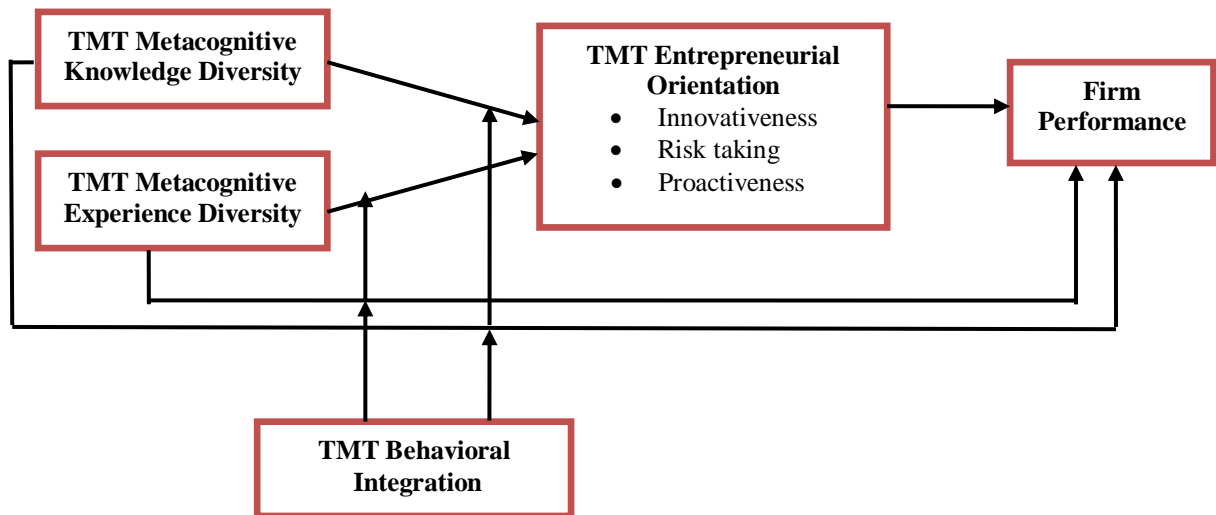 TMT Metacognitive
Knowledge Diversity
TMT Entrepreneurial
Orientation
• Innovativeness
• Risk taking
• Proactiveness
Firm
Performance
TMT Metacognitive
Experience Diversity
TMT Behavioral
Integration